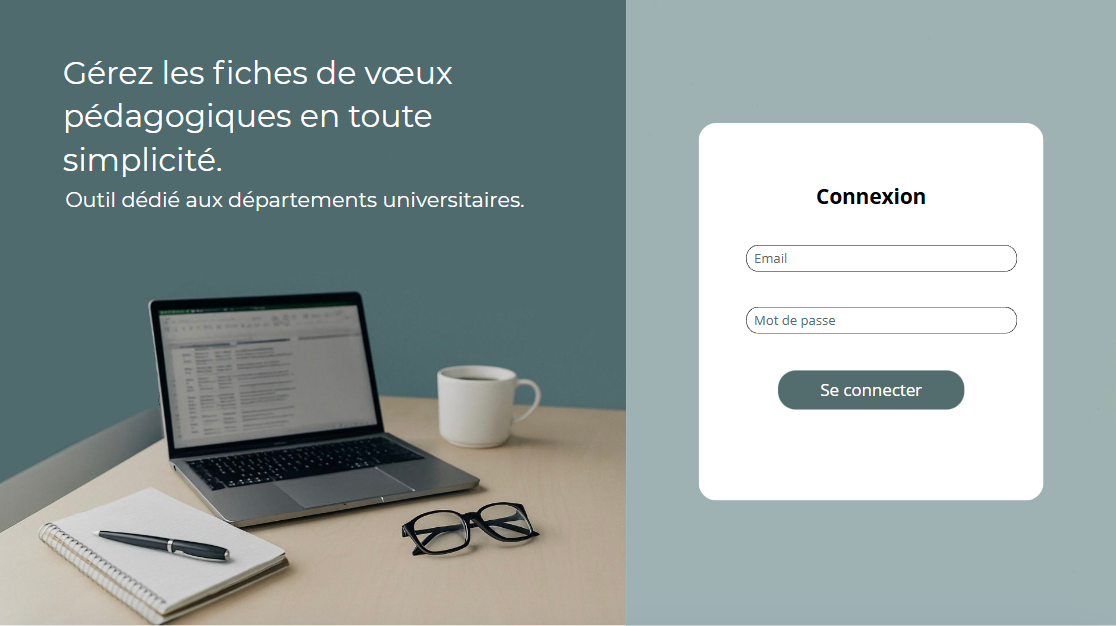 Gérez les fiches de vœux
pédagogiques en toute
simplicité.
Outil dédié aux départements universitaires.
Connexion
Email
Mot de passe
Se connecter